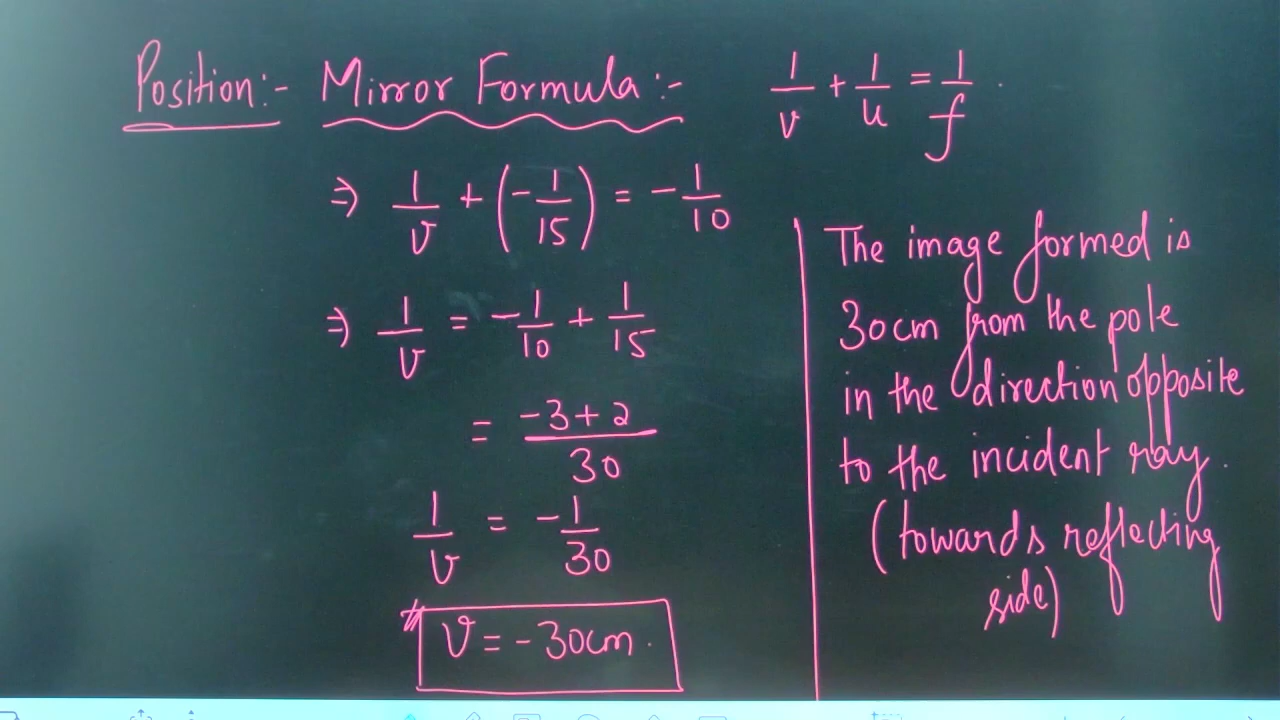 Position:- Mirror Formula:- 1/v + 1/u = 1/f
⇒ 1/v + (-1/15) = -1/10
⇒ 1/v = -1/10 + 1/15
= (-3+2)/30
1/v = -1/30
v = -30cm.
The image formed is
30cm from the pole
in the direction opposite
to the incident ray.
(towards reflecting
side)